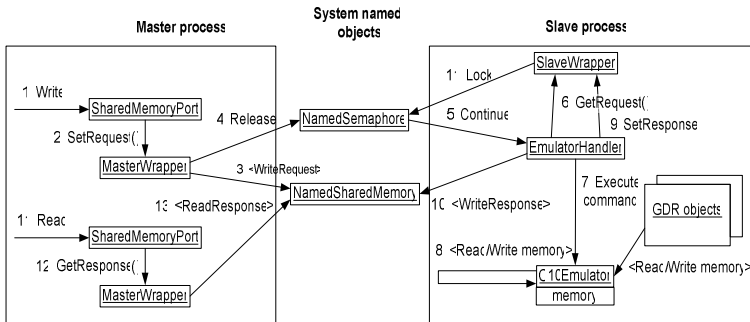 System named
objects
Master process
Slave process
1 Write
SharedMemoryPort
2 SetRequest()
MasterWrapper
4 Release
3 <WriteRequest>
NamedSemaphore
NamedSharedMemory
13 <ReadResponse>
11 Read
SharedMemoryPort
12 GetResponse()
MasterWrapper
SlaveWrapper
11 Lock
5 Continue
6 GetRequest()
9 SetResponse
EmulatorHandler
10 <WriteResponse>
7 Execute
command
GDR objects
8 <Read/Write memory>
C10Emulator
memory
<Read/Write memory>